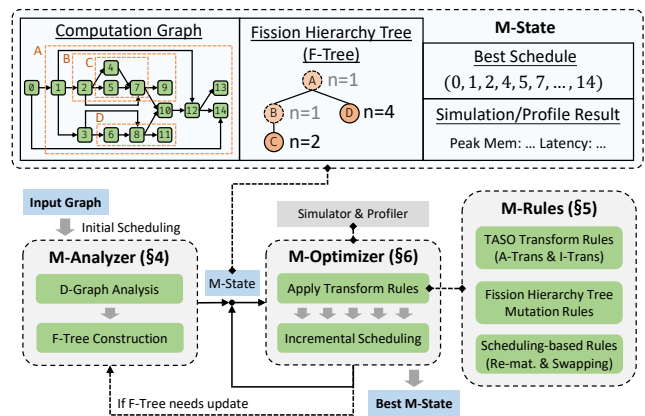 Computation Graph
A
B
C
0
1
2
4
5
7
9
10
12
13
14
3
6
8
11
D
Fission Hierarchy Tree
(F-Tree)
A n=1
B n=1
D n=4
C n=2
M-State
Best Schedule
(0, 1, 2, 4, 5, 7, ..., 14)
Simulation/Profile Result
Peak Mem: ... Latency: ...
Input Graph
Initial Scheduling
M-Analyzer (§4)
D-Graph Analysis
F-Tree Construction
M-State
Simulator & Profiler
M-Optimizer (§6)
Apply Transform Rules
Incremental Scheduling
If F-Tree needs update
Best M-State
M-Rules (§5)
TASO Transform Rules
(A-Trans & I-Trans)
Fission Hierarchy Tree
Mutation Rules
Scheduling-based Rules
(Re-mat. & Swapping)